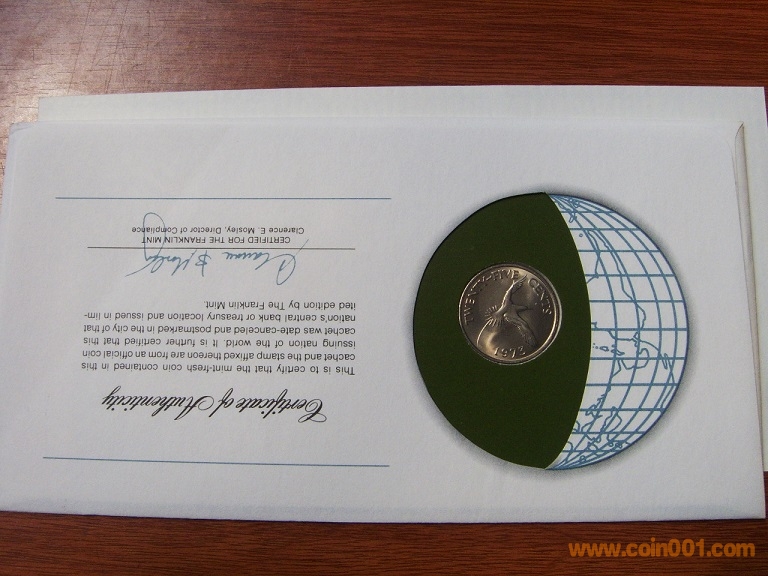 Certificate of Authenticity
This is to certify that the mint-fresh coin contained in this
cachet and the stamp affixed thereon are from an official coin
issuing nation of the world. It is further certified that this
cachet was date-canceled and postmarked in the city of that
nation's central bank or treasury location and issued in lim-
ited edition by The Franklin Mint.
CERTIFIED FOR THE FRANKLIN MINT
Clarence E. Mosley, Director of Compliance
TWENTY-FIVE CENTS
1973
www.coin001.com